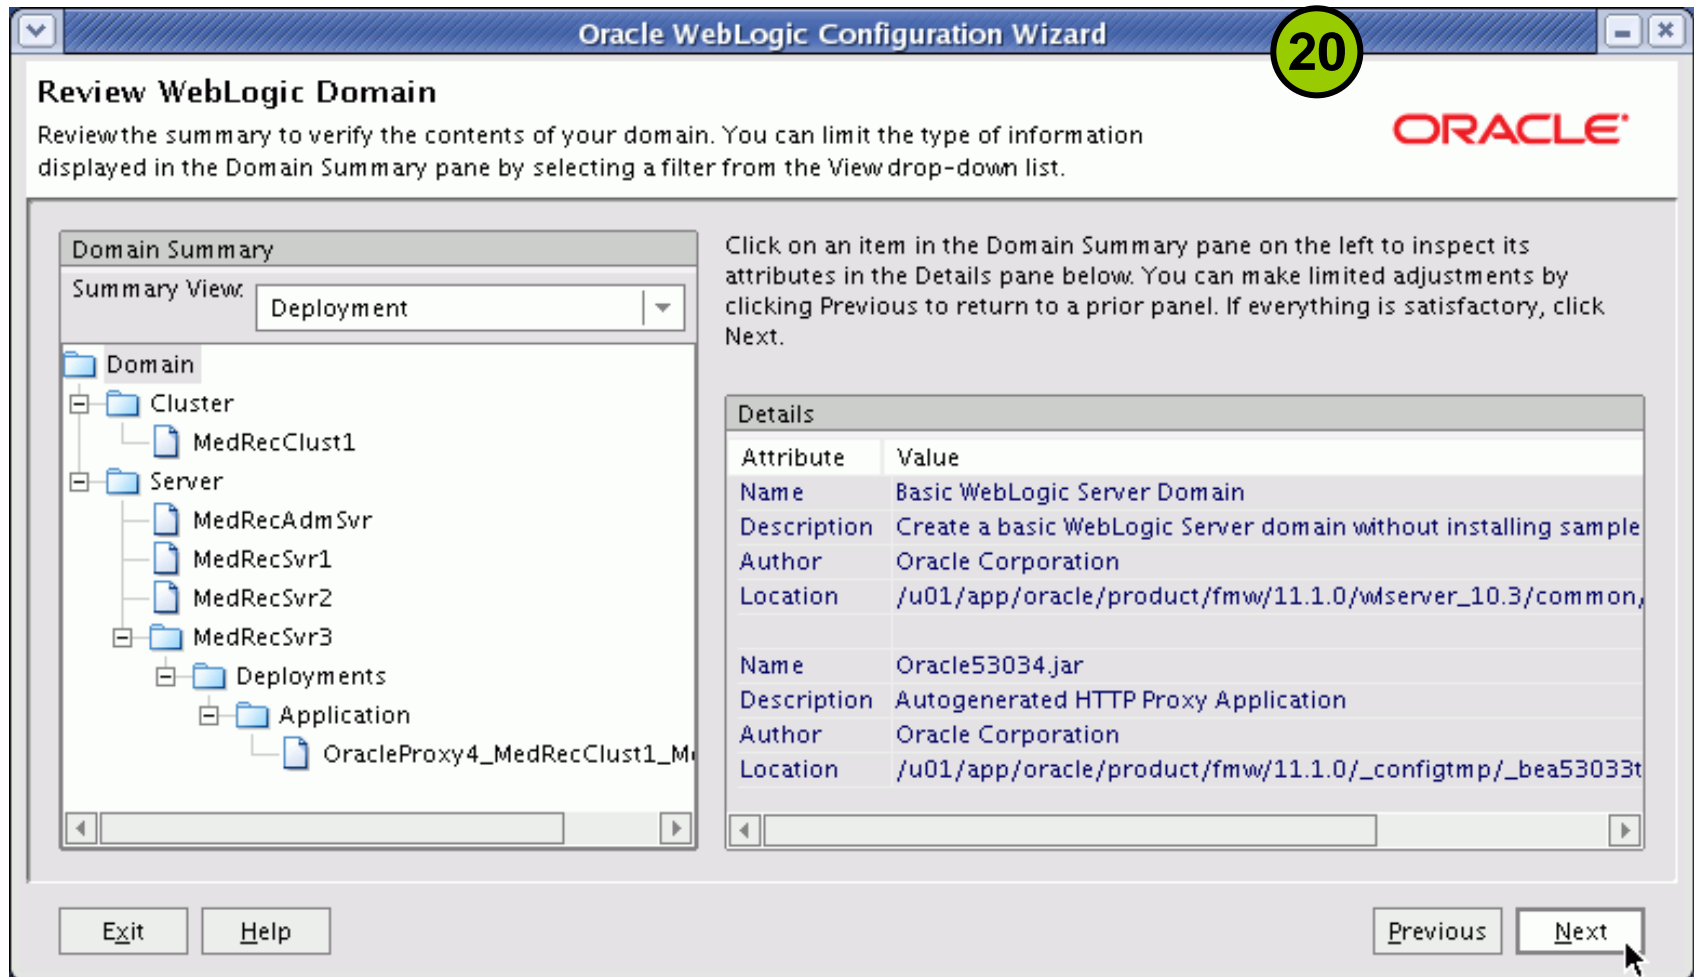 Oracle WebLogic Configuration Wizard
20
Review WebLogic Domain
Review the summary to verify the contents of your domain. You can limit the type of information
displayed in the Domain Summary pane by selecting a filter from the View drop-down list.
ORACLE
Domain Summary
Summary View:
Deployment
Domain
Cluster
MedRecClust1
Server
MedRecAdmSvr
MedRecSvr1
MedRecSvr2
MedRecSvr3
Deployments
Application
OracleProxy4_MedRecClust1_M
Click on an item in the Domain Summary pane on the left to inspect its
attributes in the Details pane below. You can make limited adjustments by
clicking Previous to return to a prior panel. If everything is satisfactory, click
Next.
Details
Attribute Value
Name Basic WebLogic Server Domain
Description Create a basic WebLogic Server domain without installing sample
Author Oracle Corporation
Location /u01/app/oracle/product/fmw/11.1.0/wlserver_10.3/common,
Name Oracle53034.jar
Description Autogenerated HTTP Proxy Application
Author Oracle Corporation
Location /u01/app/oracle/product/fmw/11.1.0/_configtmp/_bea53033t
Exit Help Previous Next